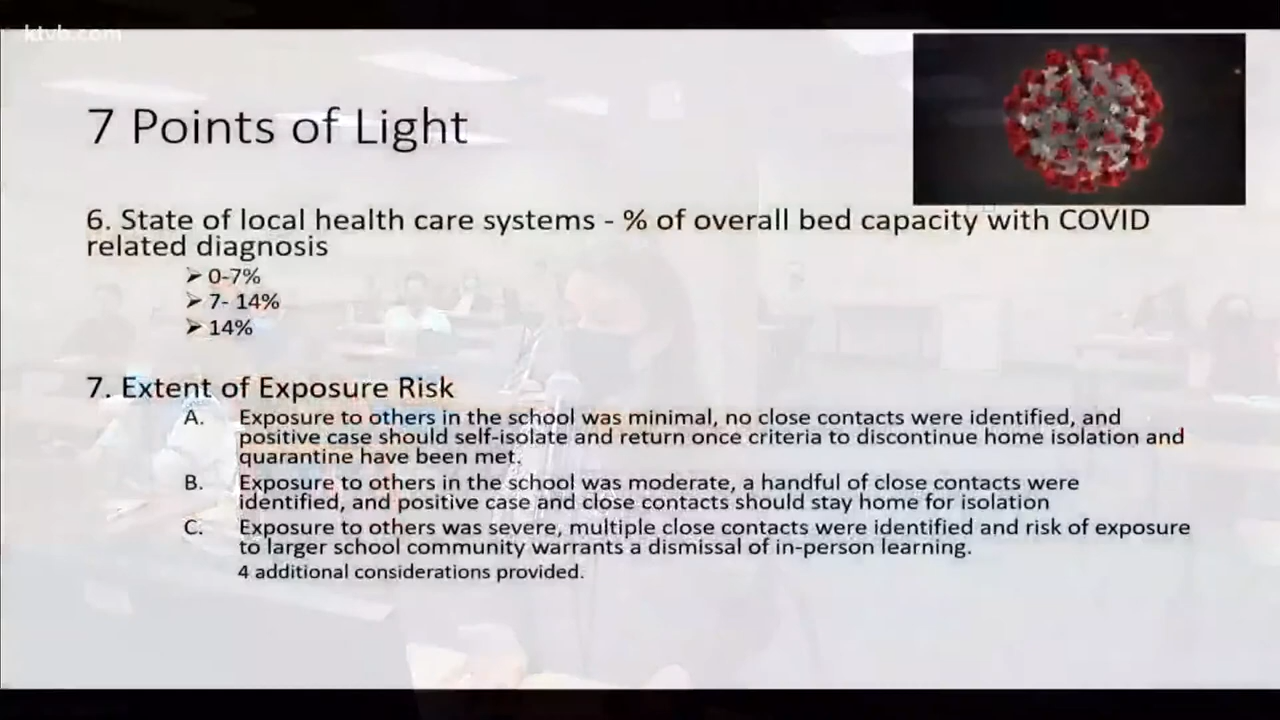 ktvb.com
7 Points of Light
6. State of local health care systems - % of overall bed capacity with COVID
related diagnosis
➢ 0-7%
➢ 7- 14%
➢ 14%
7. Extent of Exposure Risk
A. Exposure to others in the school was minimal, no close contacts were identified, and
positive case should self-isolate and return once criteria to discontinue home isolation and
quarantine have been met.
B. Exposure to others in the school was moderate, a handful of close contacts were
identified, and positive case and close contacts should stay home for isolation
C. Exposure to others was severe, multiple close contacts were identified and risk of exposure
to larger school community warrants a dismissal of in-person learning.
4 additional considerations provided.